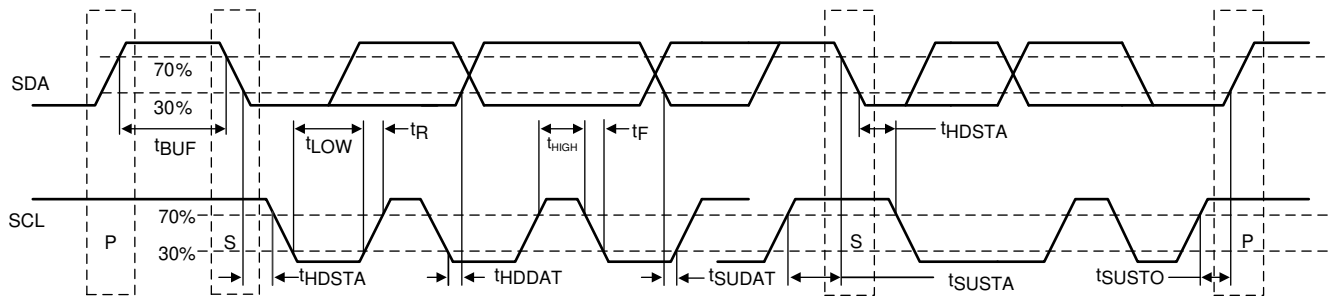 SDA
70%
30%
tBUF
tLOW
tR
tHIGH
tF
tHDSTA
SCL
70%
30%
P
S
S
P
tHDSTA
tHDDAT
tSUDAT
tSUSTA
tSUSTO